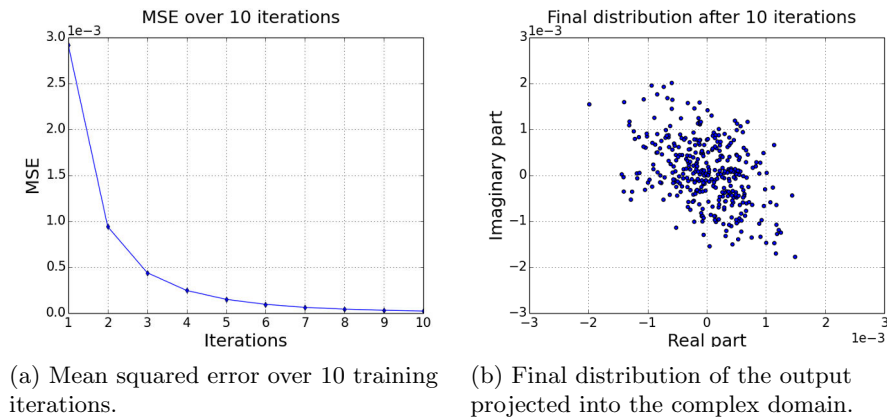 MSE over 10 iterations
1e−3
3.0
2.5
2.0
1.5
1.0
0.5
0.0
MSE
1 2 3 4 5 6 7 8 9 10
Iterations
(a) Mean squared error over 10 training
iterations.
Final distribution after 10 iterations
1e−3
3
2
1
0
−1
−2
−3
Imaginary part
−3 −2 −1 0 1 2 3
Real part
1e−3
(b) Final distribution of the output
projected into the complex domain.